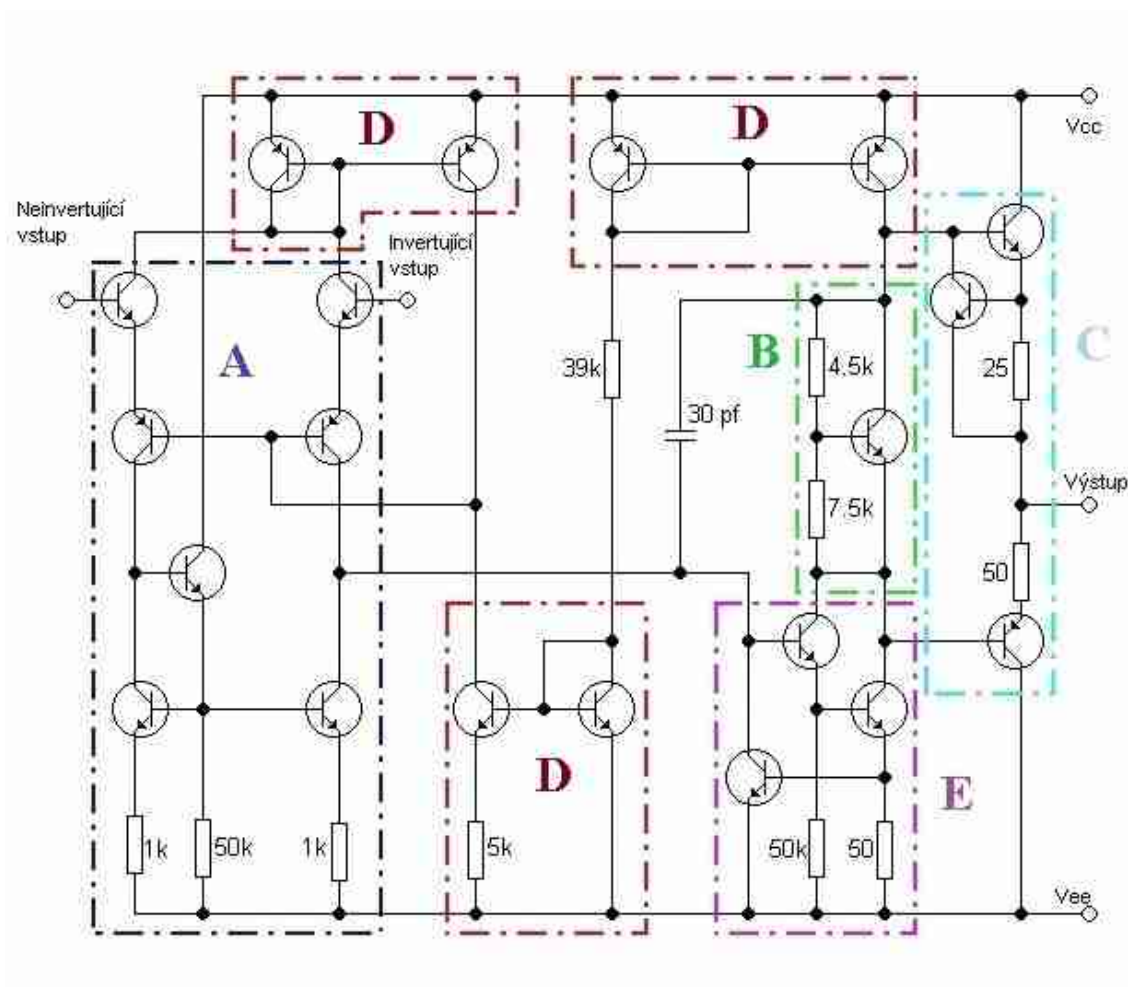 D
D
Vcc
Neinvertující
vstup
Invertující
vstup
A
B
C
39k
4,5k
25
30 pf
7,5k
Výstup
50
D
E
1k
50k
1k
5k
50k
50
Vee